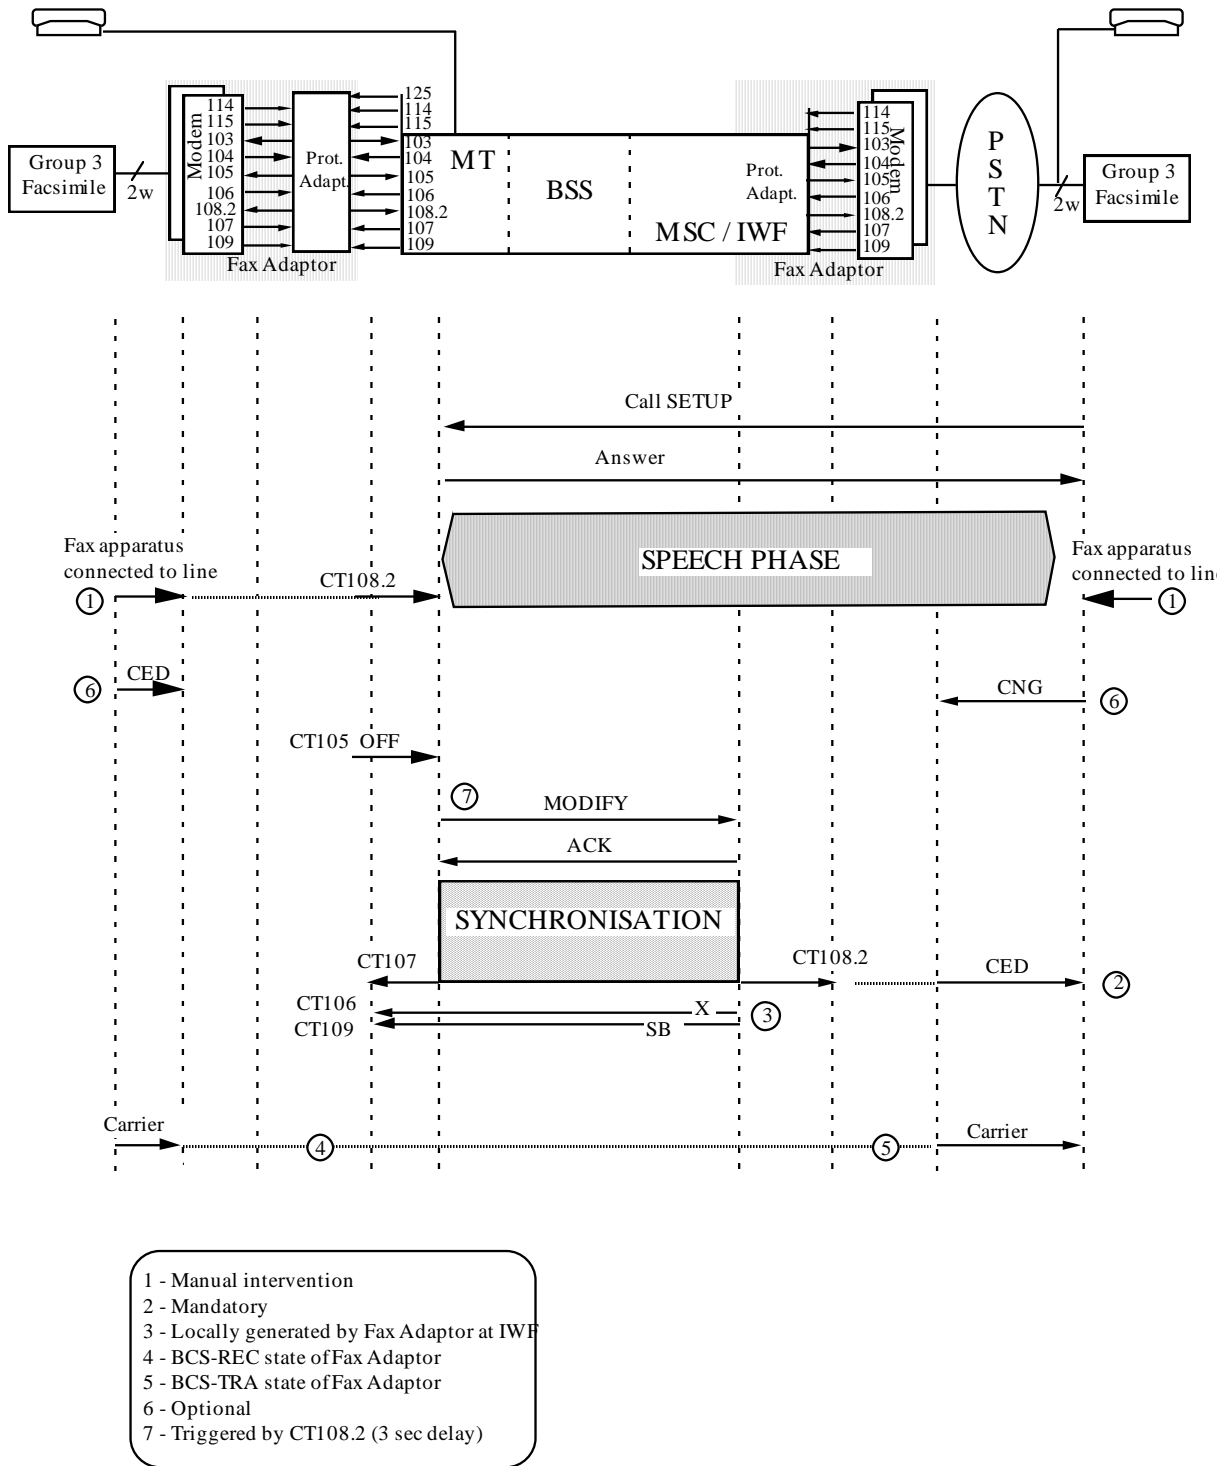 Group 3
Facsimile
2w
Modem
114
115
103
104
105
106
108.2
107
109
Prot.
Adapt.
Fax Adaptor
125
114
115
103
104
105
106
108.2
107
109
MT
BSS
MSC / IWF
Prot.
Adapt.
114
115
103
104
105
106
108.2
107
109
Modem
Fax Adaptor
P
S
T
N
2w
Group 3
Facsimile
Call SETUP
Answer
SPEECH PHASE
Fax apparatus
connected to line
1
CT108.2
Fax apparatus
connected to lin
1
6
CED
CNG
6
CT105 OFF
7
MODIFY
ACK
SYNCHRONISATION
CT107
CT108.2
CED
2
CT106
X
3
CT109
SB
Carrier
4
5
Carrier
1 - Manual intervention
2 - Mandatory
3 - Locally generated by Fax Adaptor at IWF
4 - BCS-REC state of Fax Adaptor
5 - BCS-TRA state of Fax Adaptor
6 - Optional
7 - Triggered by CT108.2 (3 sec delay)